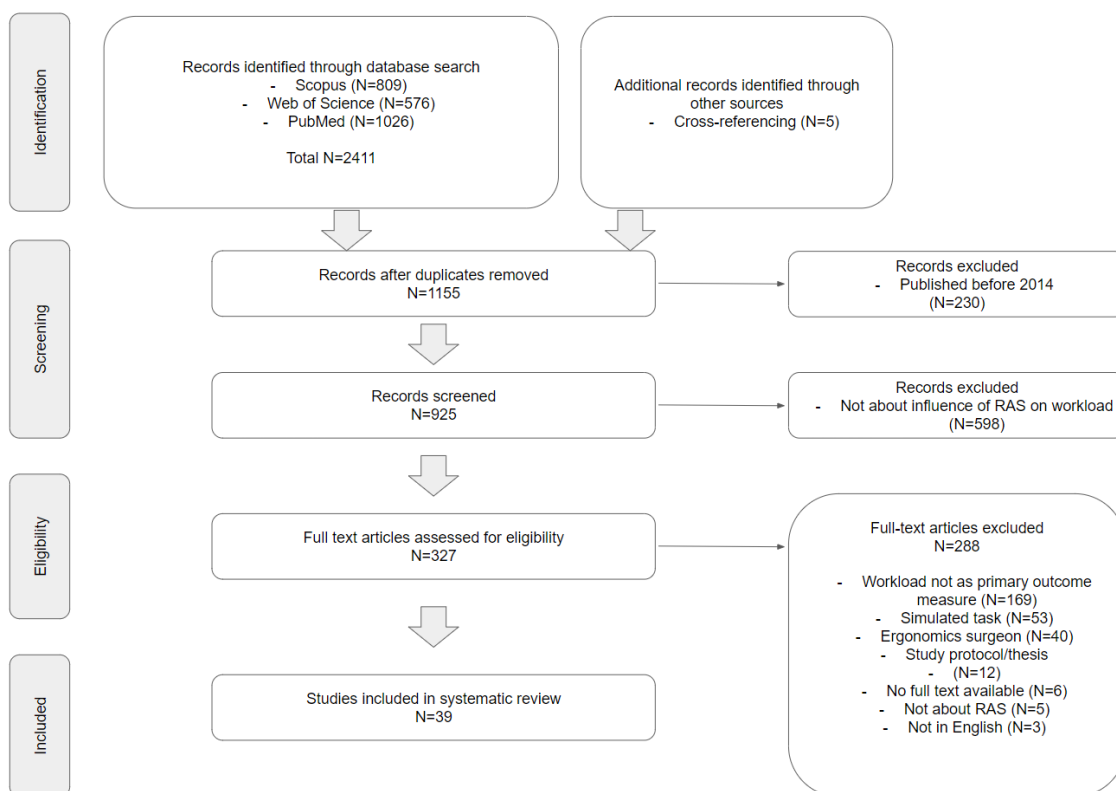 Identification
Records identified through database search
- Scopus (N=809)
- Web of Science (N=576)
- PubMed (N=1026)
Total N=2411
Additional records identified through
other sources
- Cross-referencing (N=5)
Screening
Records after duplicates removed
N=1155
Records excluded
- Published before 2014
(N=230)
Records screened
N=925
Records excluded
- Not about influence of RAS on workload
(N=598)
Eligibility
Full text articles assessed for eligibility
N=327
Full-text articles excluded
N=288
- Workload not as primary outcome
measure (N=169)
- Simulated task (N=53)
- Ergonomics surgeon (N=40)
- Study protocol/thesis
- (N=12)
- No full text available (N=6)
- Not about RAS (N=5)
- Not in English (N=3)
Included
Studies included in systematic review
N=39